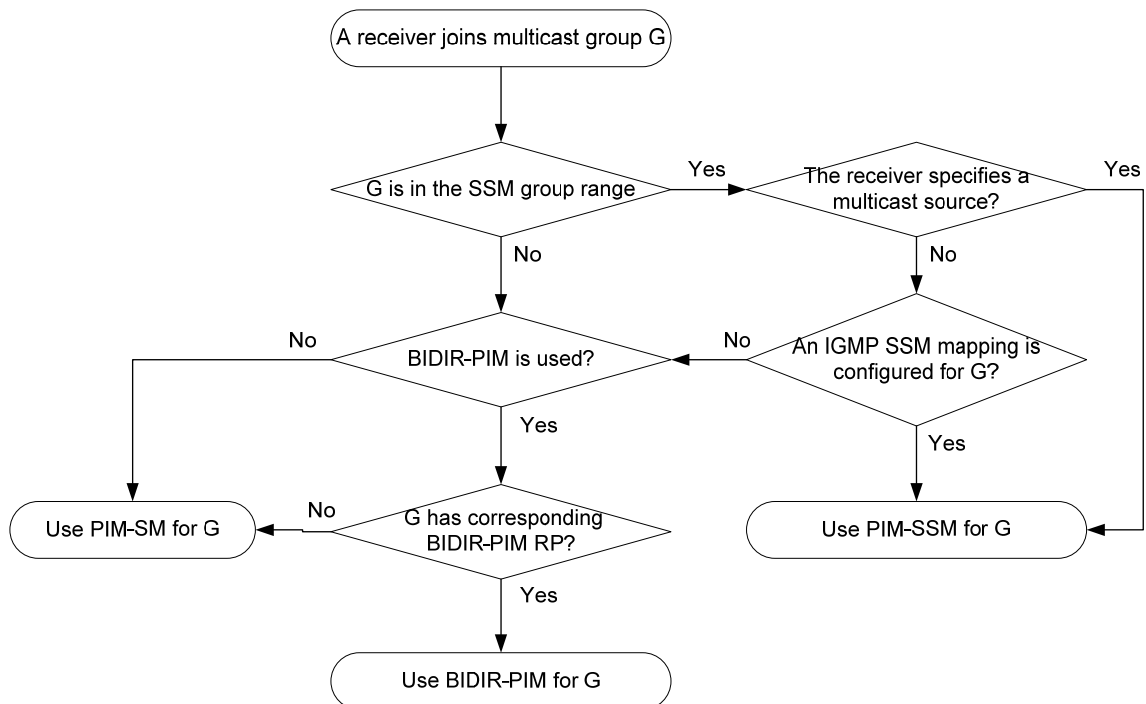 A receiver joins multicast group G
G is in the SSM group range
Yes
The receiver specifies a
multicast source?
Yes
No
No
No
BIDIR-PIM is used?
No
An IGMP SSM mapping is
configured for G?
Yes
Yes
Use PIM-SM for G
No
G has corresponding
BIDIR-PIM RP?
Use PIM-SSM for G
Yes
Use BIDIR-PIM for G